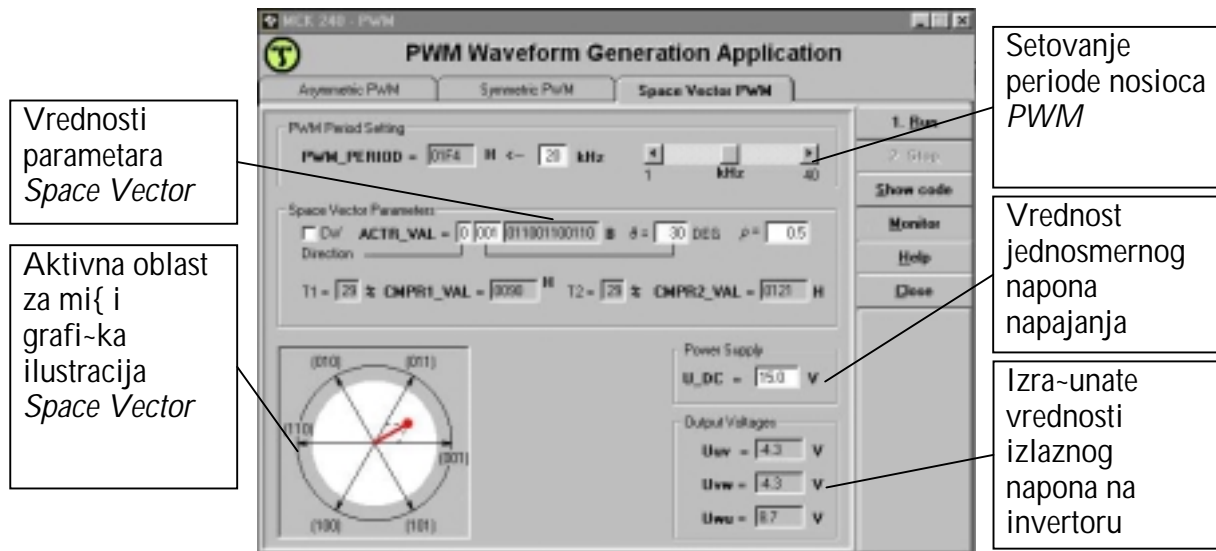 MCK 240 - PWM
PWM Waveform Generation Application
Asymmetric PWM
Symmetric PWM
Space Vector PWM
PWM Period Setting
PWM_PERIOD = 01F4 H <-- 20 kHz
1 kHz 40
Space Vector Parameters
ACTR_VAL = 0 001 011001100110 B ϑ = 30 DEG ρ = 0.5
Direction
T1 = 29 % CMPR1_VAL = 0090 H T2 = 29 % CMPR2_VAL = 0121 H
(010) (011)
(110)
(001)
(100) (101)
Power Supply
U_DC = 15.0 V
Output Voltages
Uuv = V
Uvw = V
Uwu = 8.7 V
1. Run
2. Stop
Show code
Monitor
Help
Close
Vrednosti
parametara
Space Vector
Aktivna oblast
za mi{ i
grafi~ka
ilustracija
Space Vector
Setovanje
periode nosioca
PWM
Vrednost
jednosmernog
napona
napajanja
Izra~unate
vrednosti
izlaznog
napona na
invertoru